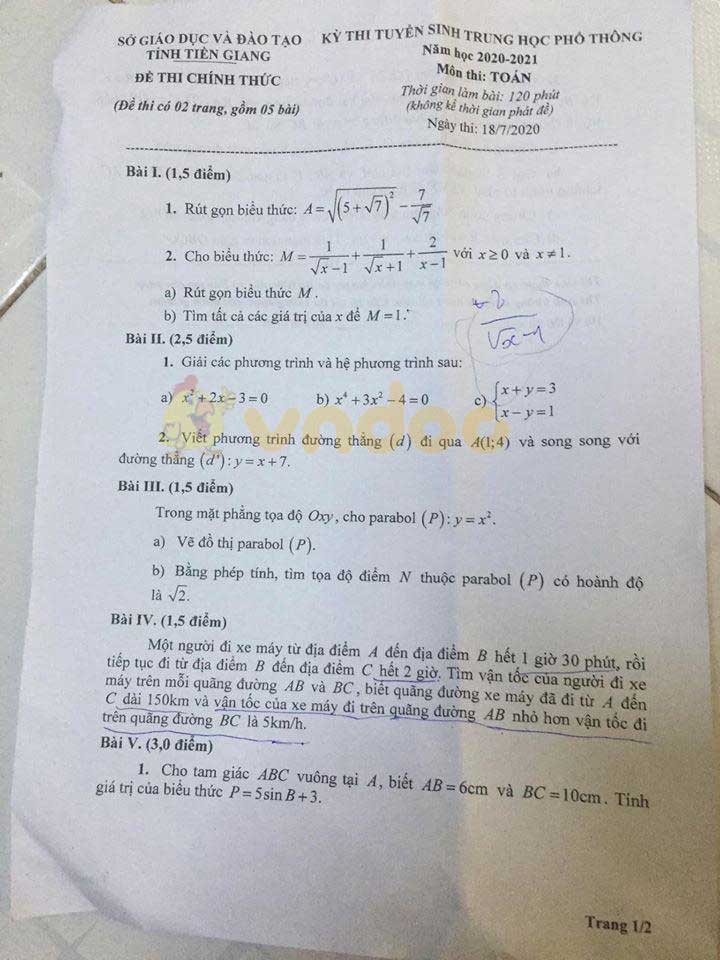 SỞ GIÁO DỤC VÀ ĐÀO TẠO
TỈNH TIỀN GIANG
ĐỀ THI CHÍNH THỨC
(Đề thi có 02 trang, gồm 05 bài)
KỲ THI TUYỂN SINH TRUNG HỌC PHỔ THÔNG
Năm học 2020-2021
Môn thi: TOÁN
Thời gian làm bài: 120 phút
(không kể thời gian phát đề)
Ngày thi: 18/7/2020
Bài I. (1,5 điểm)
1. Rút gọn biểu thức: A = √((5+√7)²) − 7/√7
2. Cho biểu thức: M = 1/(√x−1) + 1/(√x+1) + 2/(x−1) với x ≥ 0 và x ≠ 1.
a) Rút gọn biểu thức M.
b) Tìm tất cả các giá trị của x để M = 1.
2/(√x−1)
Bài II. (2,5 điểm)
1. Giải các phương trình và hệ phương trình sau:
a) x² + 2x − 3 = 0 b) x⁴ + 3x² − 4 = 0 c) { x + y = 3
x − y = 1
vndoc
2. Viết phương trình đường thẳng (d) đi qua A(1;4) và song song với
đường thẳng (d'): y = x + 7.
Bài III. (1,5 điểm)
Trong mặt phẳng tọa độ Oxy, cho parabol (P): y = x².
a) Vẽ đồ thị parabol (P).
b) Bằng phép tính, tìm tọa độ điểm N thuộc parabol (P) có hoành độ
là √2.
Bài IV. (1,5 điểm)
Một người đi xe máy từ địa điểm A đến địa điểm B hết 1 giờ 30 phút, rồi
tiếp tục đi từ địa điểm B đến địa điểm C hết 2 giờ. Tìm vận tốc của người đi xe
máy trên mỗi quãng đường AB và BC, biết quãng đường xe máy đã đi từ A đến
C dài 150km và vận tốc của xe máy đi trên quãng đường AB nhỏ hơn vận tốc đi
trên quãng đường BC là 5km/h.
Bài V. (3,0 điểm)
1. Cho tam giác ABC vuông tại A, biết AB = 6cm và BC = 10cm. Tính
giá trị của biểu thức P = 5sin B + 3.
Trang 1/2